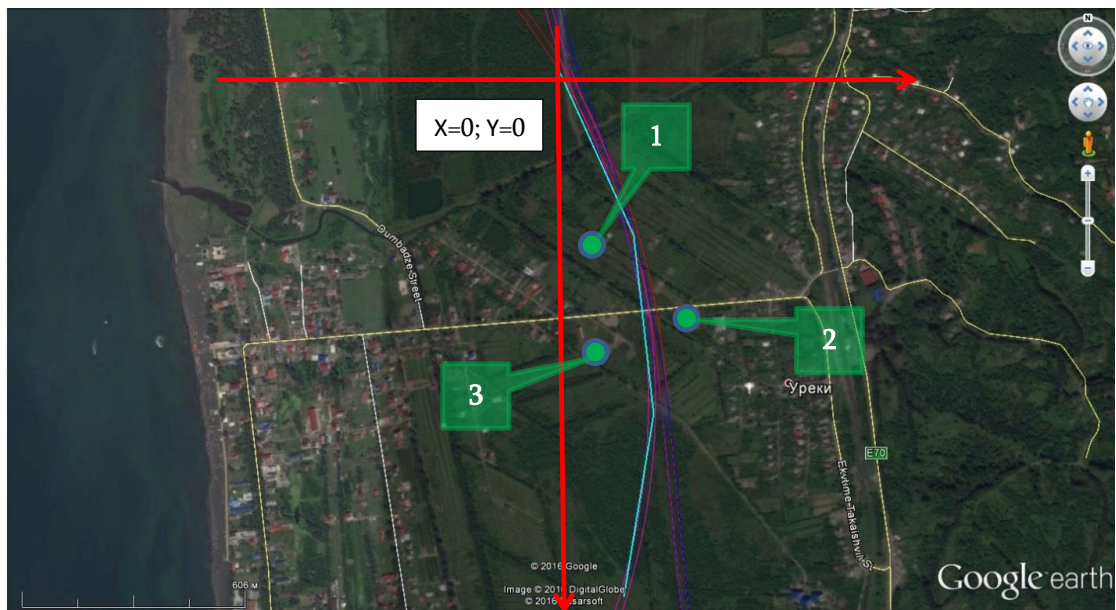 N
X=0; Y=0
1
Dumbadze Street
2
3
Уреки
E70
Ekvtime Takaishvili St
606 м
© 2016 Google
Image © 2016 DigitalGlobe
© 2016 Basarsoft
Google earth